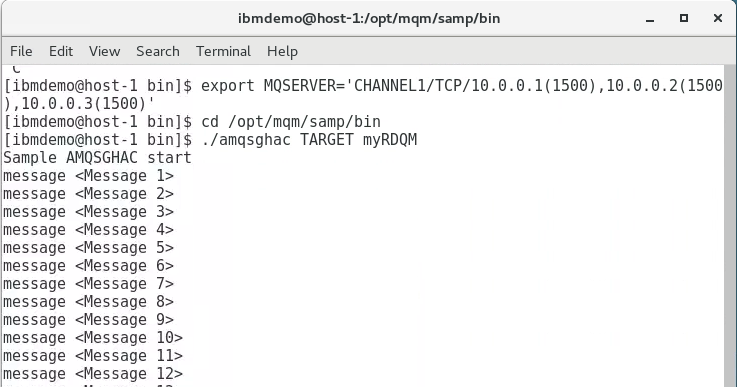 ibmdemo@host-1:/opt/mqm/samp/bin
File Edit View Search Terminal Help
[ibmdemo@host-1 bin]$ export MQSERVER='CHANNEL1/TCP/10.0.0.1(1500),10.0.0.2(1500
),10.0.0.3(1500)'
[ibmdemo@host-1 bin]$ cd /opt/mqm/samp/bin
[ibmdemo@host-1 bin]$ ./amqsghac TARGET myRDQM
Sample AMQSGHAC start
message <Message 1>
message <Message 2>
message <Message 3>
message <Message 4>
message <Message 5>
message <Message 6>
message <Message 7>
message <Message 8>
message <Message 9>
message <Message 10>
message <Message 11>
message <Message 12>